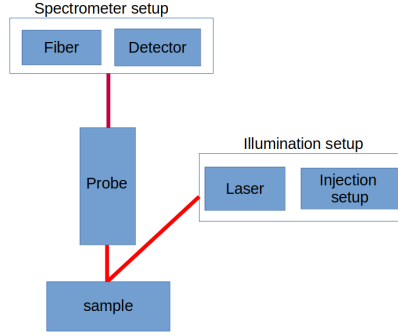 Spectrometer setup
Fiber
Detector
Probe
Illumination setup
Laser
Injection
setup
sample